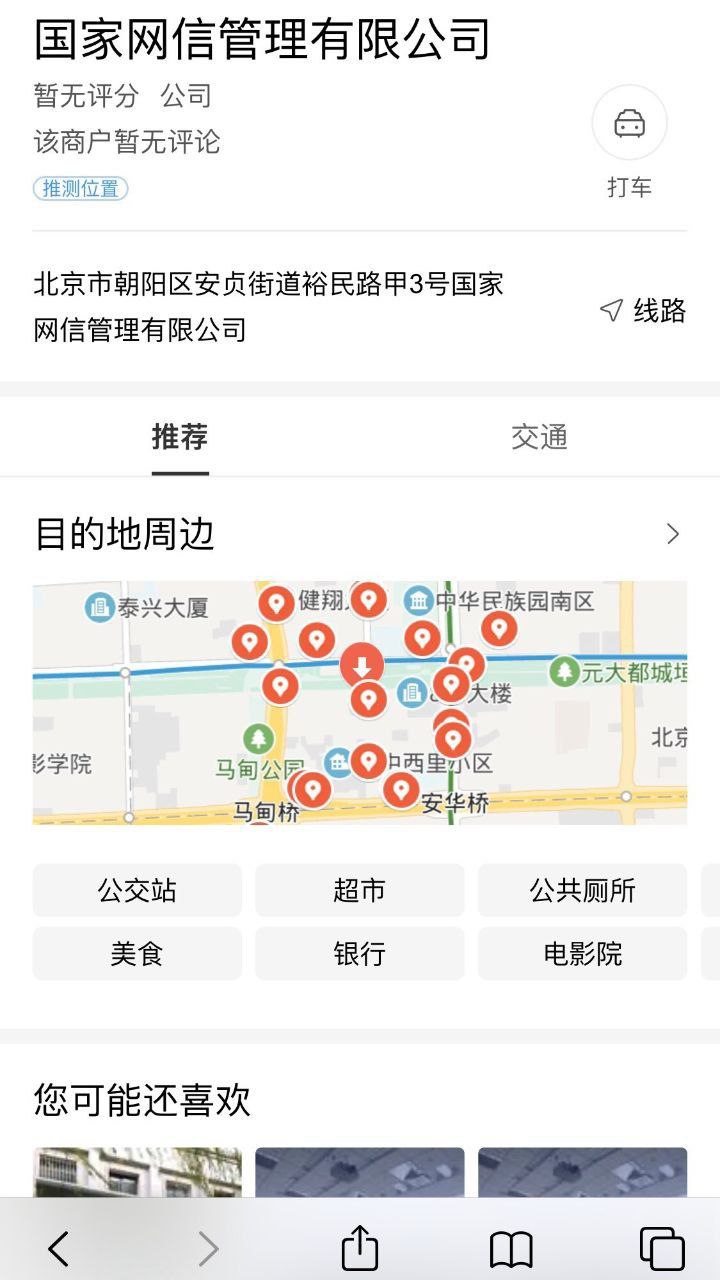 国家网信管理有限公司
暂无评分 公司
该商户暂无评论
推测位置
打车
北京市朝阳区安贞街道裕民路甲3号国家
网信管理有限公司
线路
推荐
交通
目的地周边
泰兴大厦
健翔
中华民族园南区
元大都城垣
大楼
北京
影学院
马甸公园
中西里小区
马甸桥
安华桥
公交站
超市
公共厕所
美食
银行
电影院
您可能还喜欢